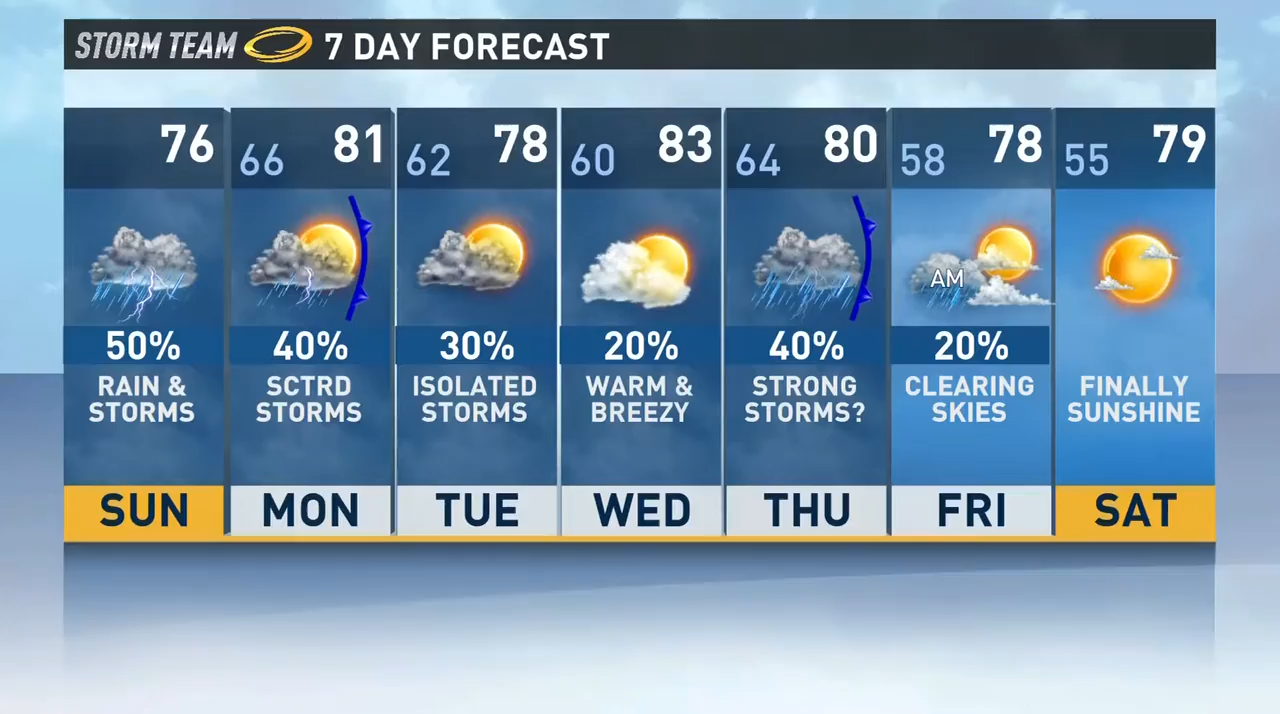 STORM TEAM 7 DAY FORECAST
76
66 81
62 78
60 83
64 80
58 78
55 79
AM
50%
40%
30%
20%
40%
20%
RAIN &
STORMS
SCTRD
STORMS
ISOLATED
STORMS
WARM &
BREEZY
STRONG
STORMS?
CLEARING
SKIES
FINALLY
SUNSHINE
SUN
MON
TUE
WED
THU
FRI
SAT